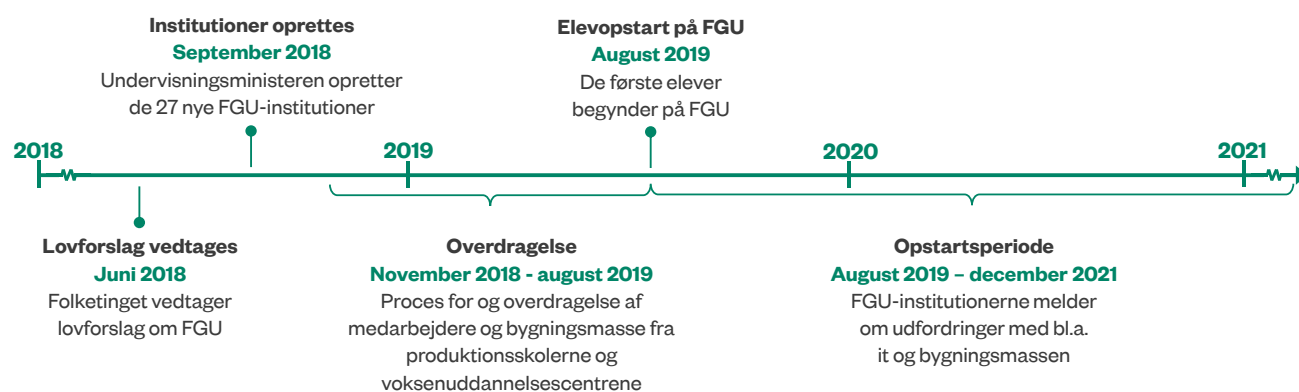 Institutioner oprettes
September 2018
Undervisningsministeren opretter
de 27 nye FGU-institutioner
Elevopstart på FGU
August 2019
De første elever
begynder på FGU
2018
2019
2020
2021
Lovforslag vedtages
Juni 2018
Folketinget vedtager
lovforslag om FGU
Overdragelse
November 2018 - august 2019
Proces for og overdragelse af
medarbejdere og bygningsmasse fra
produktionsskolerne og
voksenuddannelsescentrene
Opstartsperiode
August 2019 – december 2021
FGU-institutionerne melder
om udfordringer med bl.a.
it og bygningsmassen